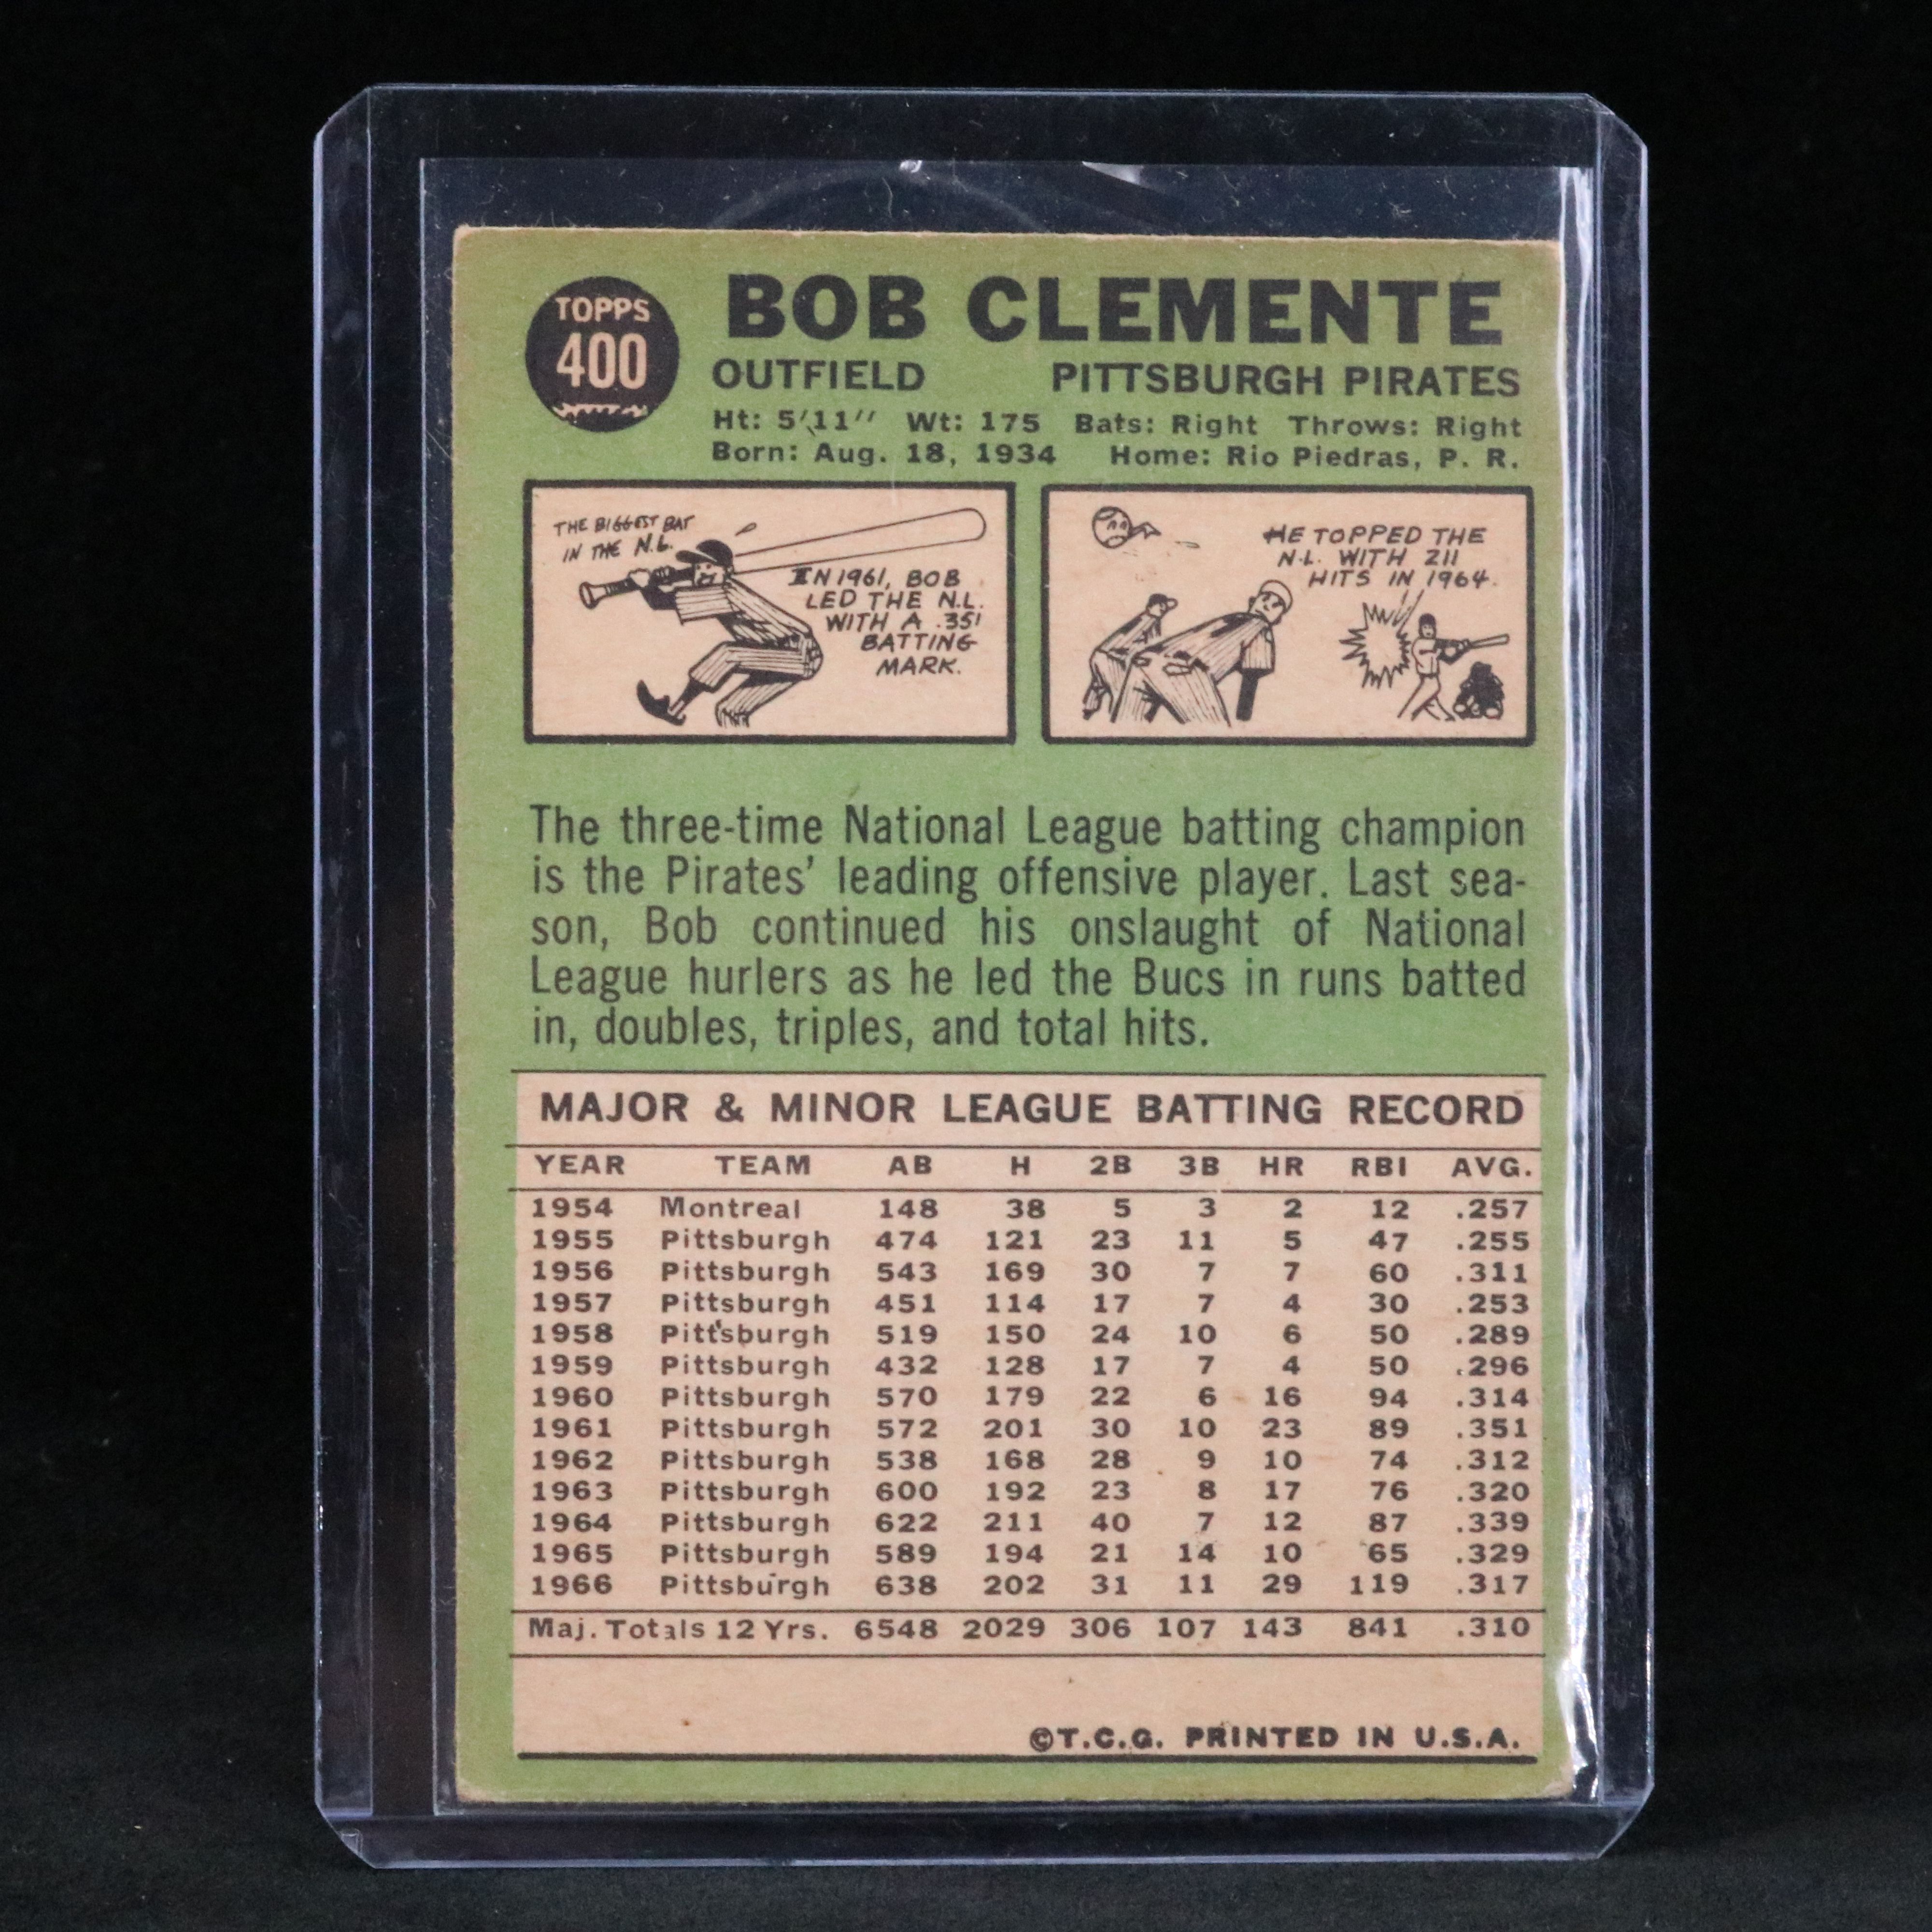 TOPPS
400
BOB CLEMENTE
OUTFIELD PITTSBURGH PIRATES
Ht: 5'11" Wt: 175 Bats: Right Throws: Right
Born: Aug. 18, 1934 Home: Rio Piedras, P. R.
THE BIGGEST BAT
IN THE N.L.
IN 1961, BOB
LED THE N.L.
WITH A .351
BATTING
MARK.
HE TOPPED THE
N.L. WITH 211
HITS IN 1964.
The three-time National League batting champion
is the Pirates' leading offensive player. Last sea-
son, Bob continued his onslaught of National
League hurlers as he led the Bucs in runs batted
in, doubles, triples, and total hits.
MAJOR & MINOR LEAGUE BATTING RECORD
YEAR TEAM AB H 2B 3B HR RBI AVG.
1954 Montreal 148 38 5 3 2 12 .257
1955 Pittsburgh 474 121 23 11 5 47 .255
1956 Pittsburgh 543 169 30 7 7 60 .311
1957 Pittsburgh 451 114 17 7 4 30 .253
1958 Pittsburgh 519 150 24 10 6 50 .289
1959 Pittsburgh 432 128 17 7 4 50 .296
1960 Pittsburgh 570 179 22 6 16 94 .314
1961 Pittsburgh 572 201 30 10 23 89 .351
1962 Pittsburgh 538 168 28 9 10 74 .312
1963 Pittsburgh 600 192 23 8 17 76 .320
1964 Pittsburgh 622 211 40 7 12 87 .339
1965 Pittsburgh 589 194 21 14 10 65 .329
1966 Pittsburgh 638 202 31 11 29 119 .317
Maj. Totals 12 Yrs. 6548 2029 306 107 143 841 .310
©T.C.G. PRINTED IN U.S.A.